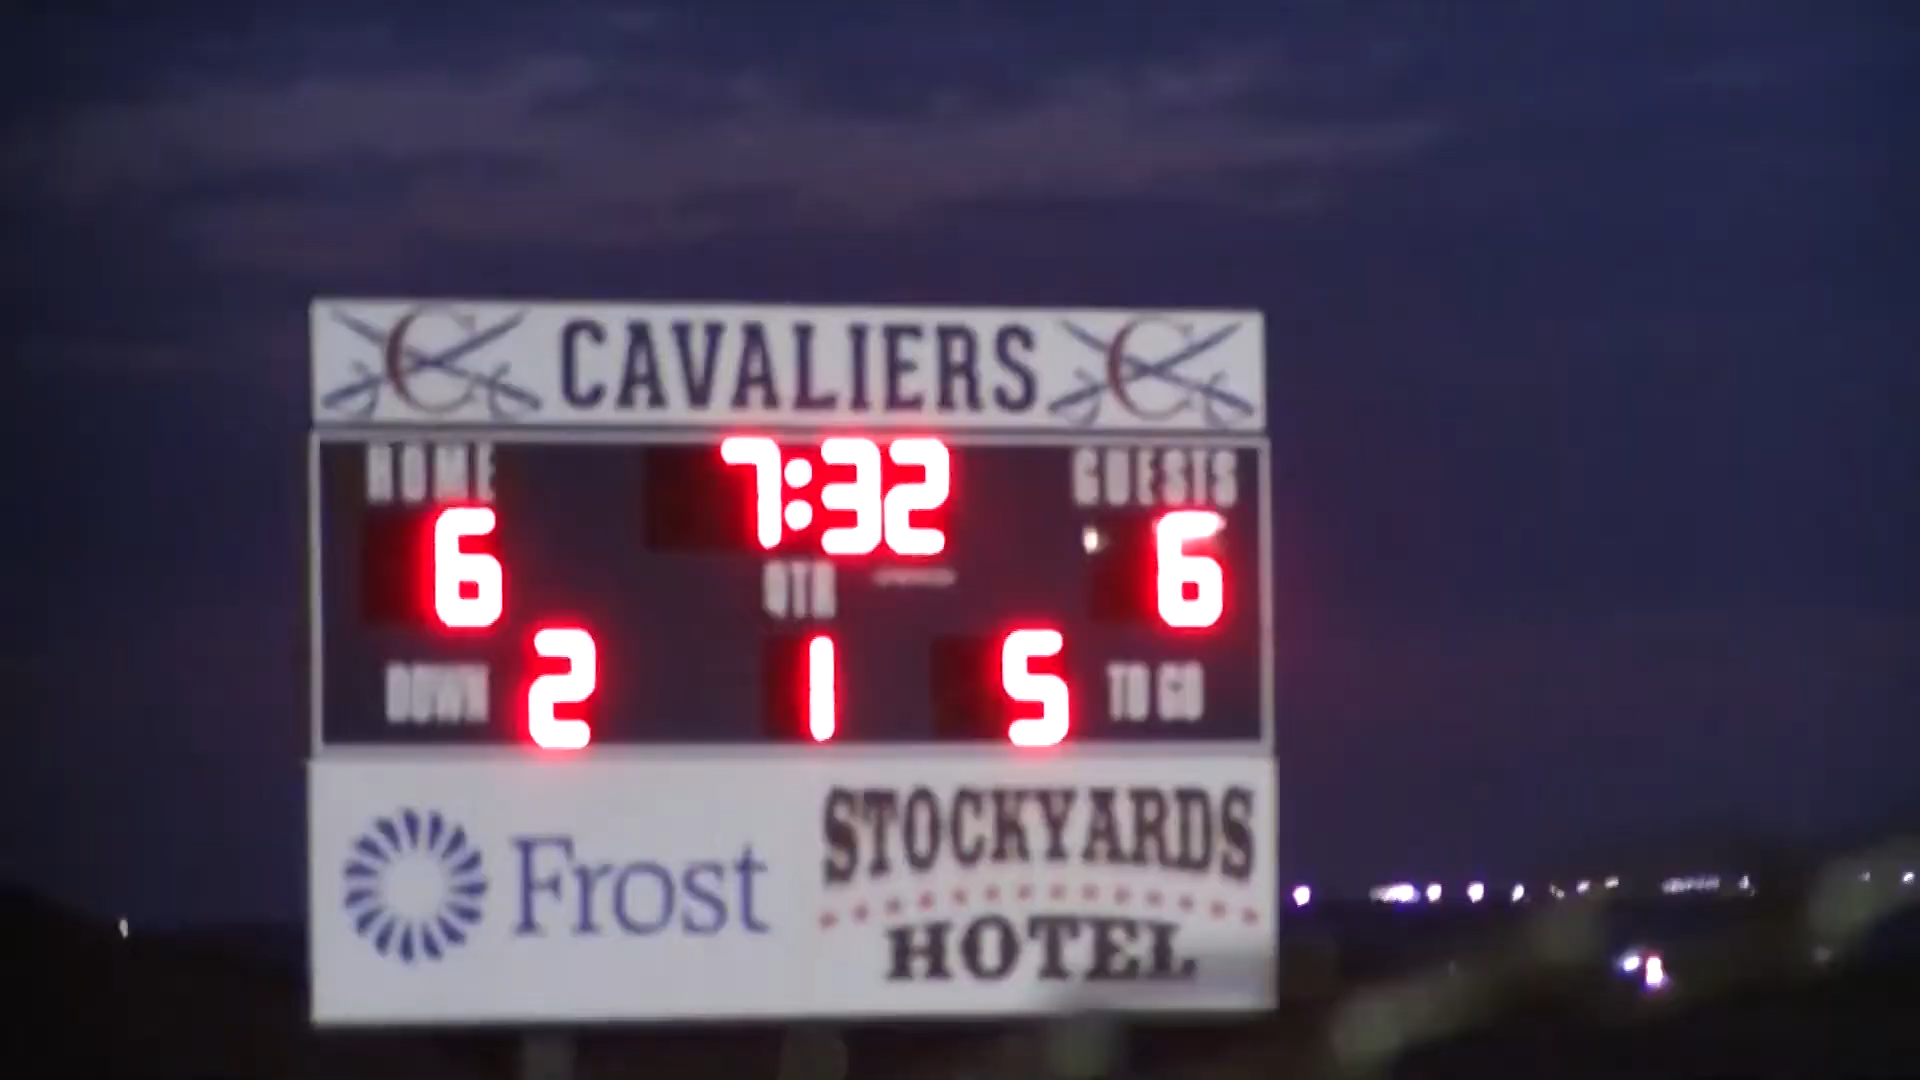 C CAVALIERS C
HOME 7:32 GUESTS
6 6
QTR
DOWN 2 1 5 TO GO
Frost
STOCKYARDS
HOTEL